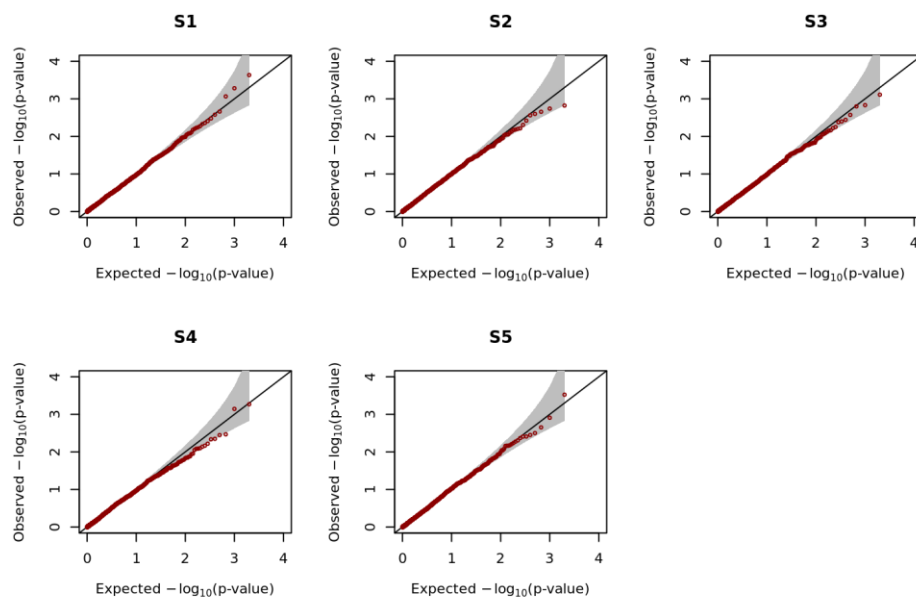 S1
S2
S3
Observed −log10(p-value)
4
3
2
1
0
0 1 2 3 4
Expected −log10(p-value)
Observed −log10(p-value)
4
3
2
1
0
0 1 2 3 4
Expected −log10(p-value)
Observed −log10(p-value)
4
3
2
1
0
0 1 2 3 4
Expected −log10(p-value)
S4
S5
Observed −log10(p-value)
4
3
2
1
0
0 1 2 3 4
Expected −log10(p-value)
Observed −log10(p-value)
4
3
2
1
0
0 1 2 3 4
Expected −log10(p-value)